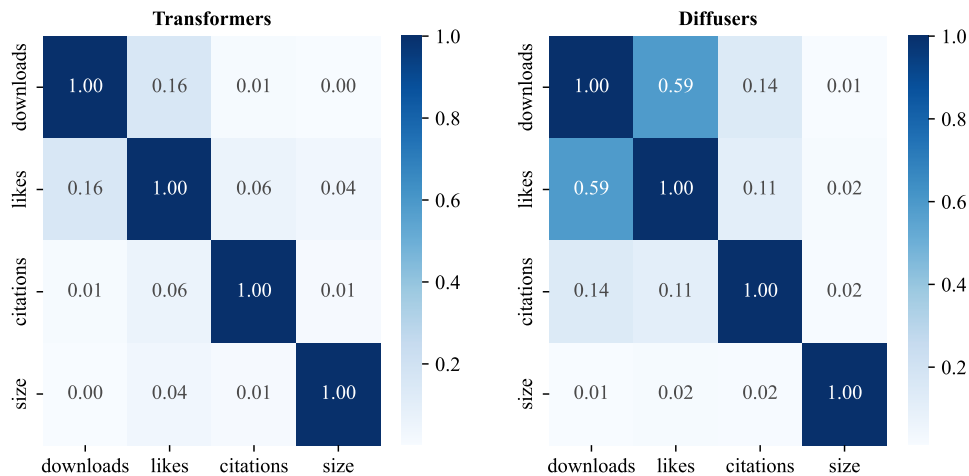 Transformers
downloads 1.00 0.16 0.01 0.00
likes 0.16 1.00 0.06 0.04
citations 0.01 0.06 1.00 0.01
size 0.00 0.04 0.01 1.00
downloads likes citations size
1.0
0.8
0.6
0.4
0.2
Diffusers
downloads 1.00 0.59 0.14 0.01
likes 0.59 1.00 0.11 0.02
citations 0.14 0.11 1.00 0.02
size 0.01 0.02 0.02 1.00
downloads likes citations size
1.0
0.8
0.6
0.4
0.2